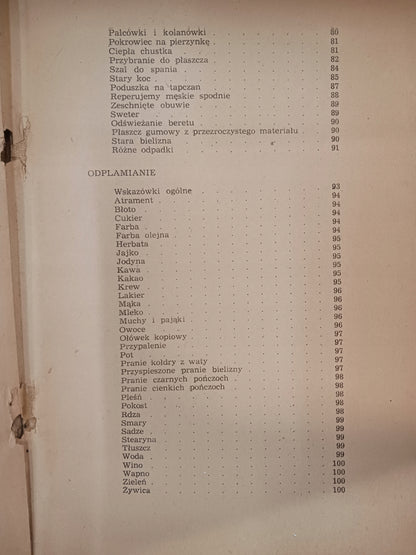 Palcówki i kolanówki 80
Pokrowiec na pierzynkę 81
Ciepła chustka 81
Przybranie do płaszcza 82
Szal do spania 84
Stary koc 85
Poduszka na tapczan 87
Reperujemy męskie spodnie 88
Zeschnięte obuwie 89
Sweter 89
Odświeżanie beretu 90
Płaszcz gumowy z przezroczystego materiału 90
Stara bielizna 90
Różne odpadki 91
ODPLAMIANIE
Wskazówki ogólne 93
Atrament 94
Błoto 94
Cukier 94
Farba 94
Farba olejna 95
Herbata 95
Jajko 95
Jodyna 95
Kawa 95
Kakao 95
Krew 96
Lakier 96
Mąka 96
Mleko 96
Muchy i pająki 96
Owoce 96
Ołówek kopiowy 97
Przypalenie 97
Pot 97
Pranie kołdry z waty 97
Przyspieszone pranie bielizny 97
Pranie czarnych pończoch 98
Pranie cienkich pończoch 98
Pleśń 98
Pokost 98
Rdza 98
Smary 99
Sadze 99
Stearyna 99
Tłuszcz 99
Woda 99
Wino 100
Wapno 100
Zieleń 100
Żywica 100